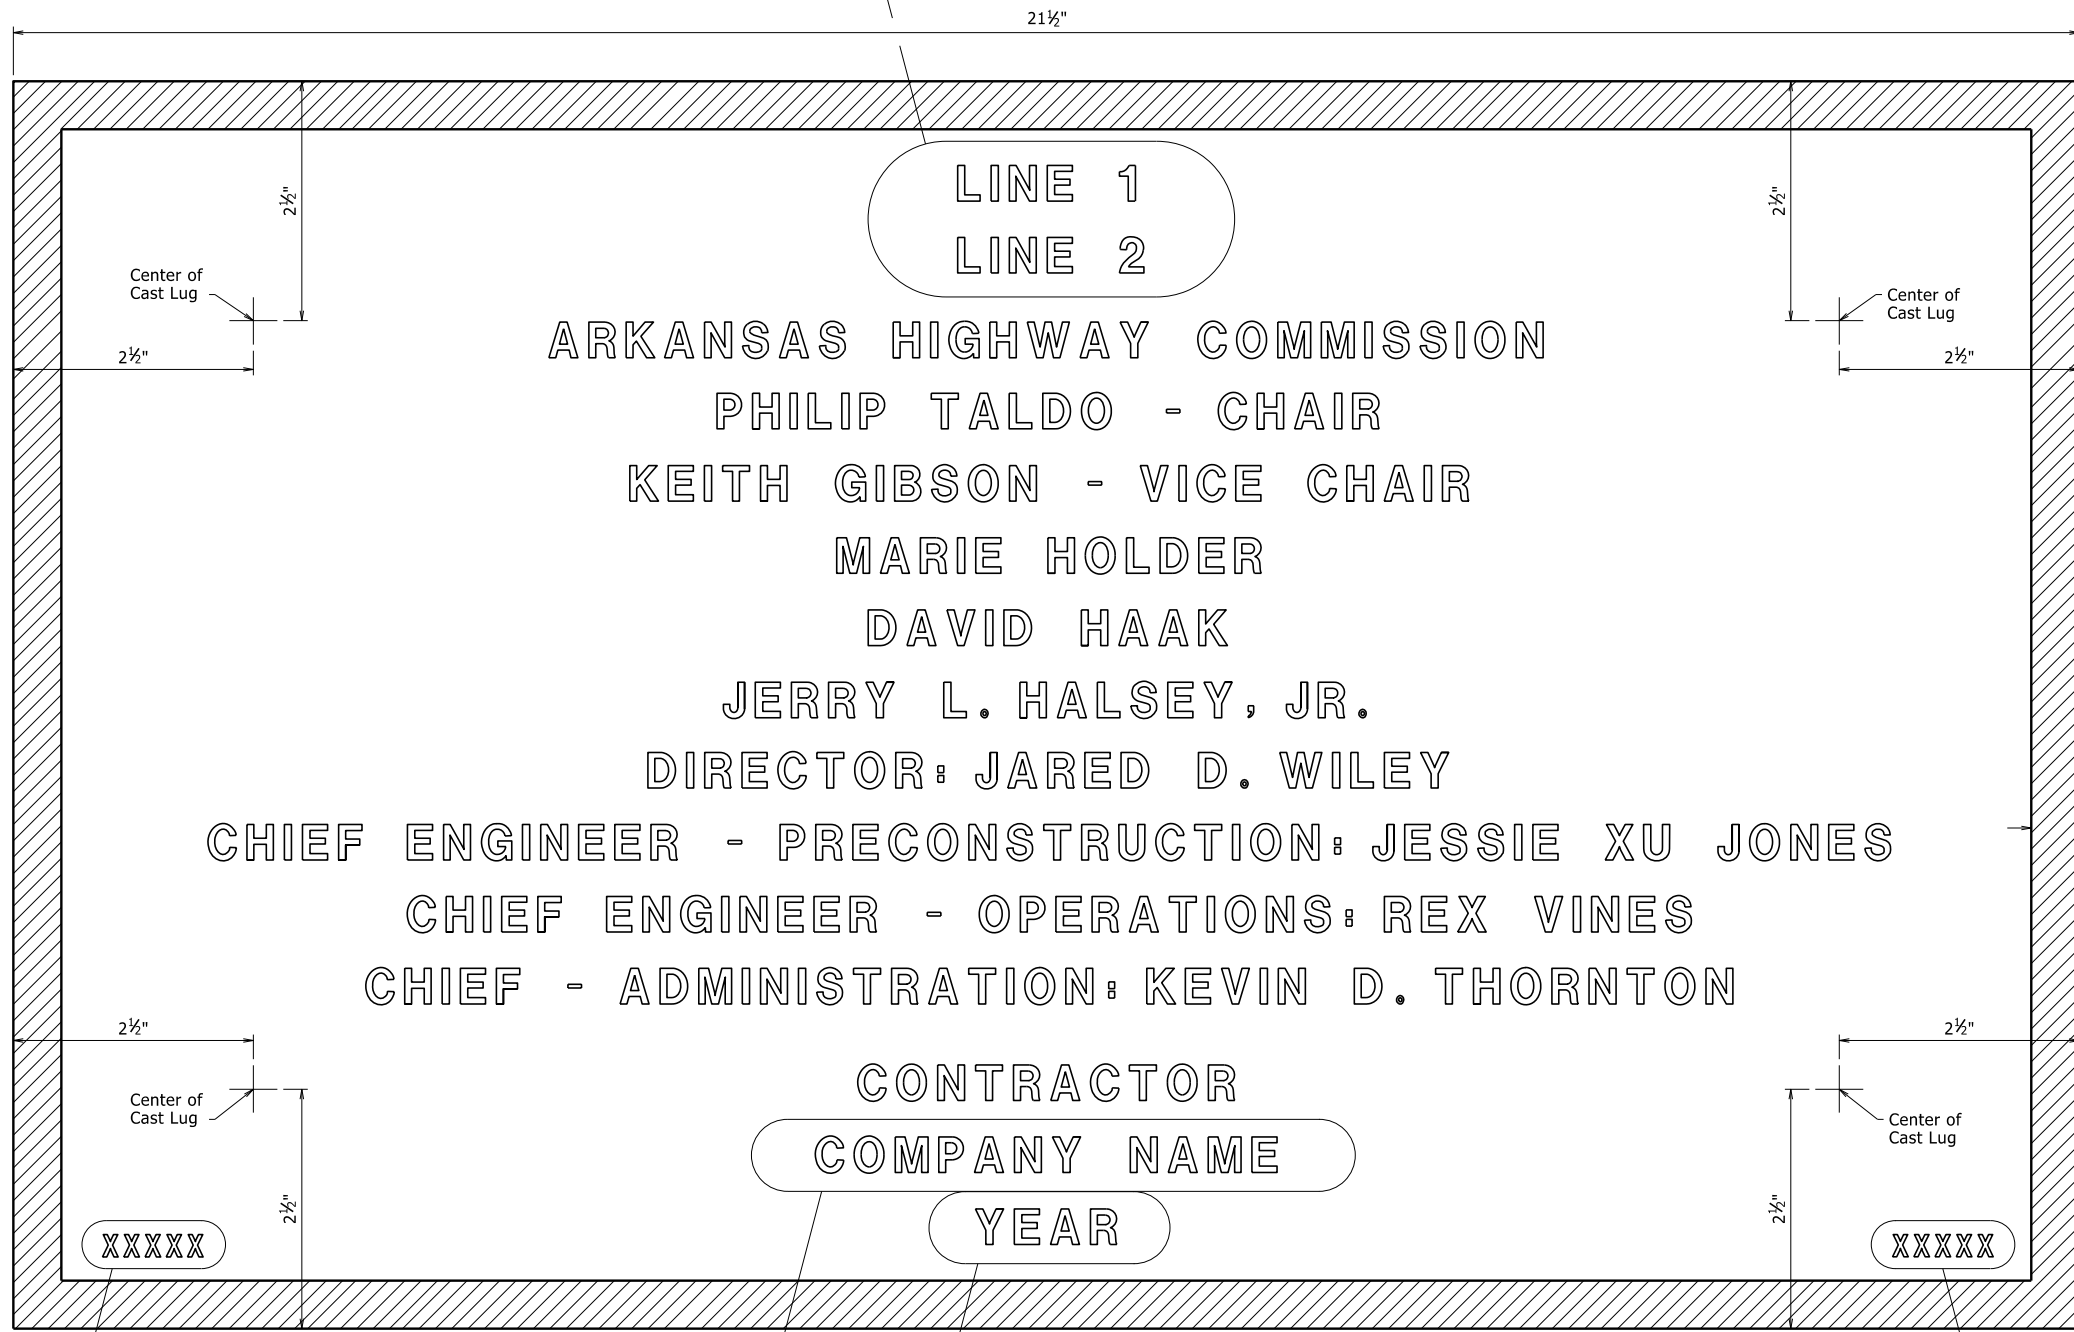 21½"
LINE 1
LINE 2
2½"
2½"
Center of
Cast Lug
Center of
Cast Lug
2½"
2½"
ARKANSAS HIGHWAY COMMISSION
PHILIP TALDO - CHAIR
KEITH GIBSON - VICE CHAIR
MARIE HOLDER
DAVID HAAK
JERRY L. HALSEY, JR.
DIRECTOR: JARED D. WILEY
CHIEF ENGINEER - PRECONSTRUCTION: JESSIE XU JONES
CHIEF ENGINEER - OPERATIONS: REX VINES
CHIEF - ADMINISTRATION: KEVIN D. THORNTON
2½"
2½"
Center of
Cast Lug
Center of
Cast Lug
CONTRACTOR
COMPANY NAME
YEAR
2½"
2½"
XXXXX
XXXXX